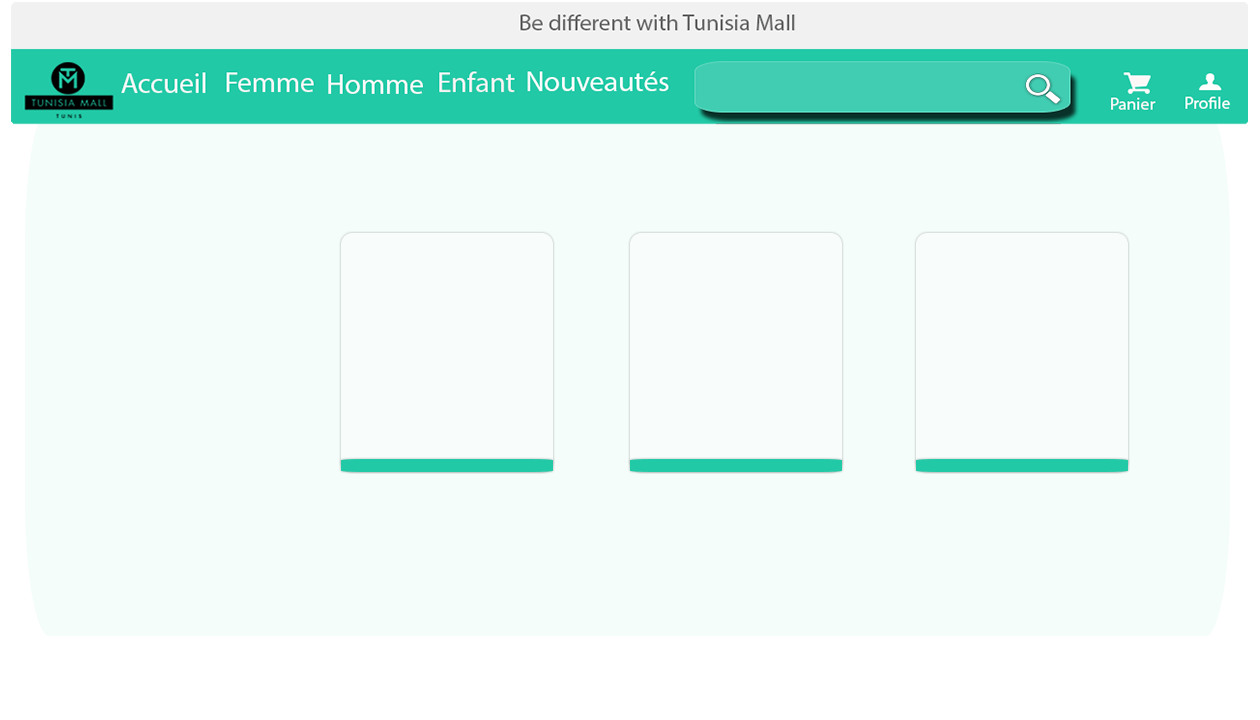 Be different with Tunisia Mall
TM
TUNISIA MALL
TUNIS
Accueil Femme Homme Enfant Nouveautés
Panier Profile